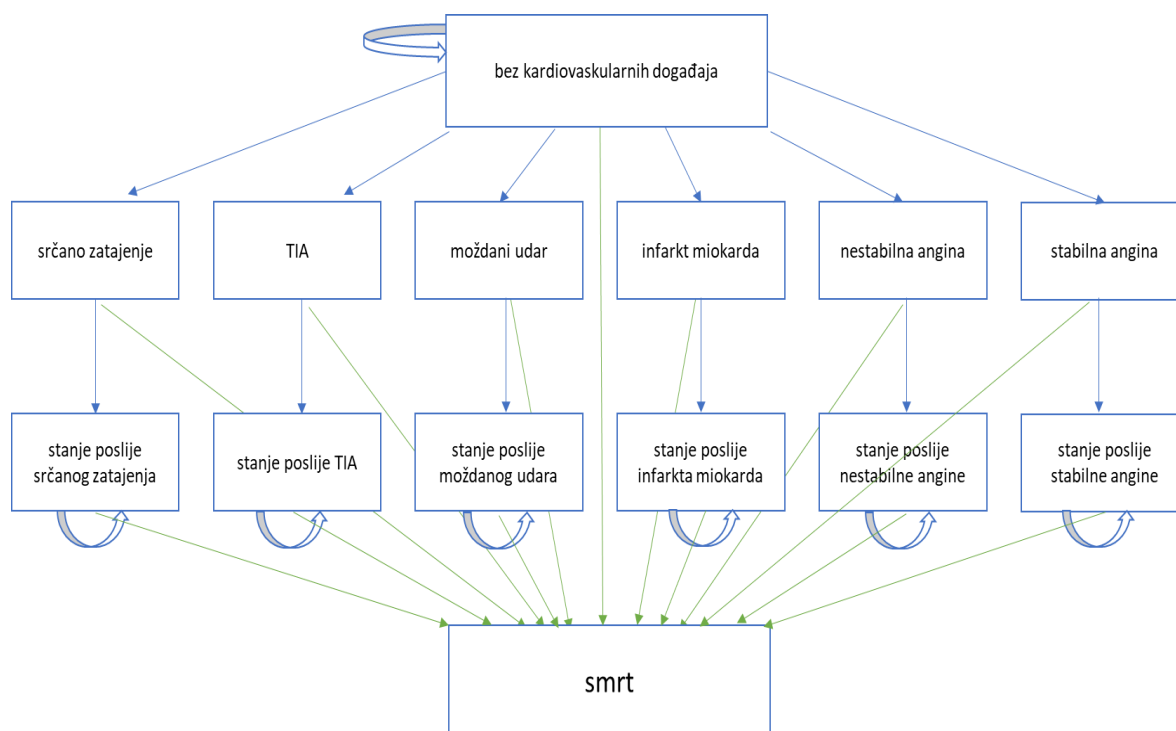 bez kardiovaskularnih događaja
srčano zatajenje
TIA
moždani udar
infarkt miokarda
nestabilna angina
stabilna angina
stanje poslije
srčanog zatajenja
stanje poslije TIA
stanje poslije
moždanog udara
stanje poslije
infarkta miokarda
stanje poslije
nestabilne angine
stanje poslije
stabilne angine
smrt